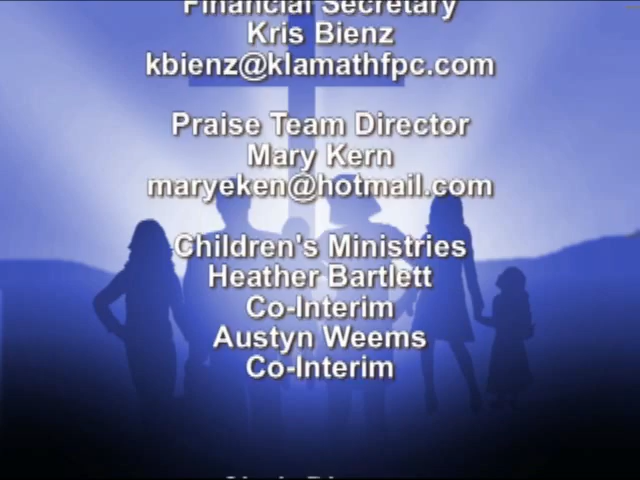 Financial Secretary
Kris Bienz
kbienz@klamathfpc.com
Praise Team Director
Mary Kern
maryeken@hotmail.com
Children's Ministries
Heather Bartlett
Co-Interim
Austyn Weems
Co-Interim